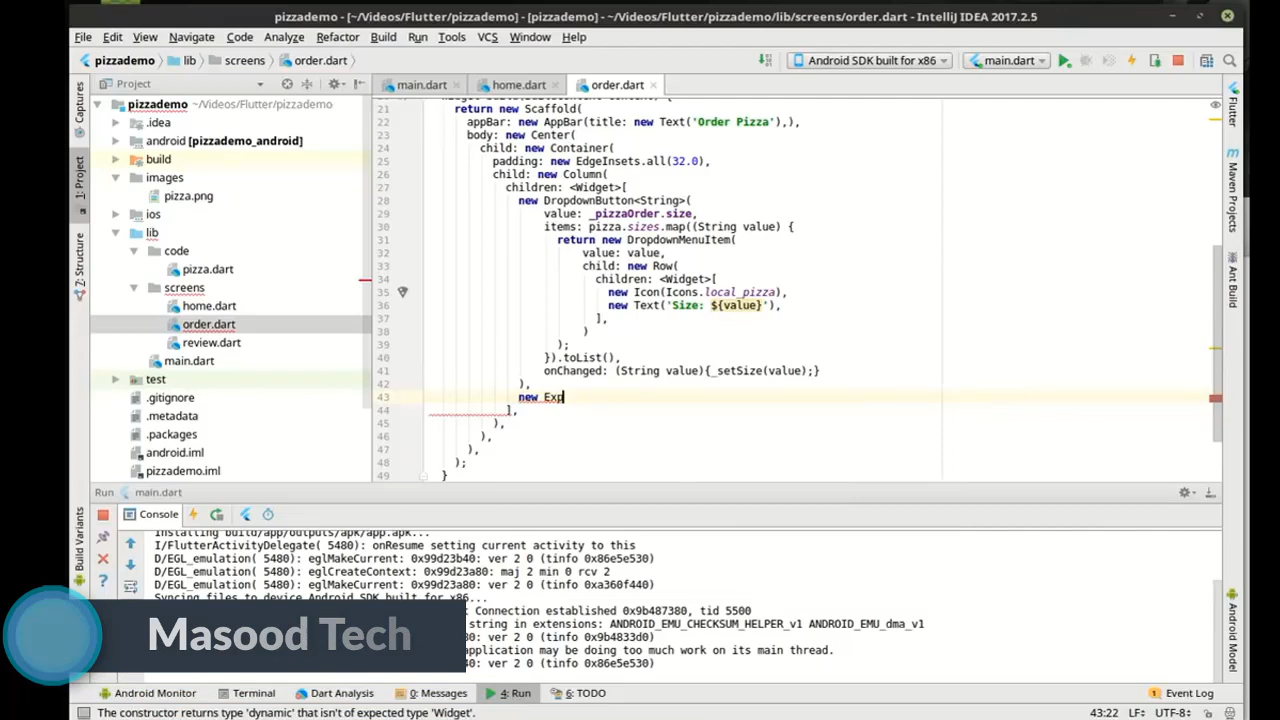 pizzademo - [~/Videos/Flutter/pizzademo] - [pizzademo] - ~/Videos/Flutter/pizzademo/lib/screens/order.dart - IntelliJ IDEA 2017.2.5
File Edit View Navigate Code Analyze Refactor Build Run Tools VCS Window Help
pizzademo lib screens order.dart Android SDK built for x86 main.dart
Project main.dart home.dart order.dart
Captures
1: Project
7: Structure
Build Variants
pizzademo ~/Videos/Flutter/pizzademo
.idea
android [pizzademo_android]
build
images
pizza.png
ios
lib
code
pizza.dart
screens
home.dart
order.dart
review.dart
main.dart
test
.gitignore
.metadata
.packages
android.iml
pizzademo.iml
21 return new Scaffold(
22 appBar: new AppBar(title: new Text('Order Pizza'),),
23 body: new Center(
24 child: new Container(
25 padding: new EdgeInsets.all(32.0),
26 child: new Column(
27 children: <Widget>[
28 new DropdownButton<String>(
29 value: _pizzaOrder.size,
30 items: pizza.sizes.map((String value) {
31 return new DropdownMenuItem(
32 value: value,
33 child: new Row(
34 children: <Widget>[
35 new Icon(Icons.local_pizza),
36 new Text('Size: ${value}'),
37 ],
38 )
39 );
40 }).toList(),
41 onChanged: (String value){_setSize(value);}
42 ),
43 new Exp
44 ],
45 ),
46 ),
47 ),
48 );
49 }
Flutter
Maven Projects
Ant Build
Android Model
Run main.dart
Console
Installing build/app/outputs/apk/app.apk...
I/FlutterActivityDelegate( 5480): onResume setting current activity to this
D/EGL_emulation( 5480): eglMakeCurrent: 0x99d23b40: ver 2 0 (tinfo 0x86e5e530)
D/EGL_emulation( 5480): eglCreateContext: 0x99d23a80: maj 2 min 0 rcv 2
D/EGL_emulation( 5480): eglMakeCurrent: 0x99d23a80: ver 2 0 (tinfo 0xa360f440)
Syncing files to device Android SDK built for x86...
Connection established 0x9b487380, tid 5500
string in extensions: ANDROID_EMU_CHECKSUM_HELPER_v1 ANDROID_EMU_dma_v1
0x9b4833d0)
application may be doing too much work on its main thread.
0x86e5e530)
Masood Tech
Android Monitor Terminal Dart Analysis 0: Messages 4: Run 6: TODO 1 Event Log
The constructor returns type 'dynamic' that isn't of expected type 'Widget'. 43:22 LF÷ UTF-8÷